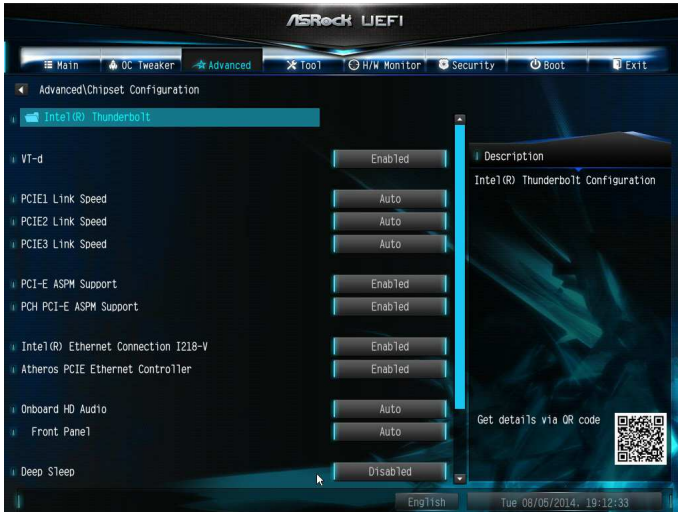 ASRock UEFI
Main OC Tweaker Advanced Tool H/W Monitor Security Boot Exit
Advanced\Chipset Configuration
Intel(R) Thunderbolt
VT-d Enabled
Description
Intel(R) Thunderbolt Configuration
PCIE1 Link Speed Auto
PCIE2 Link Speed Auto
PCIE3 Link Speed Auto
PCI-E ASPM Support Enabled
PCH PCI-E ASPM Support Enabled
Intel(R) Ethernet Connection I218-V Enabled
Atheros PCIE Ethernet Controller Enabled
Onboard HD Audio Auto
Front Panel Auto
Get details via QR code
Deep Sleep Disabled
English Tue 08/05/2014. 19:12:33